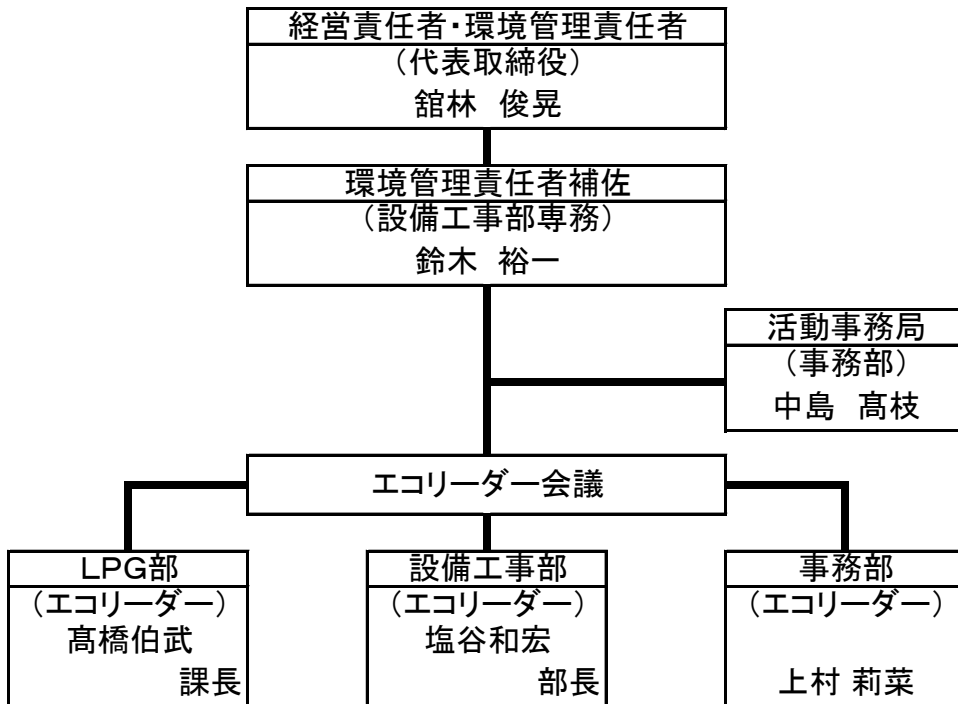 経営責任者・環境管理責任者
（代表取締役）
舘林　俊晃
環境管理責任者補佐
（設備工事部専務）
鈴木　裕一
活動事務局
（事務部）
中島　髙枝
エコリーダー会議
LPG部
（エコリーダー）
髙橋伯武
課長
設備工事部
（エコリーダー）
塩谷和宏
部長
事務部
（エコリーダー）
上村 莉菜